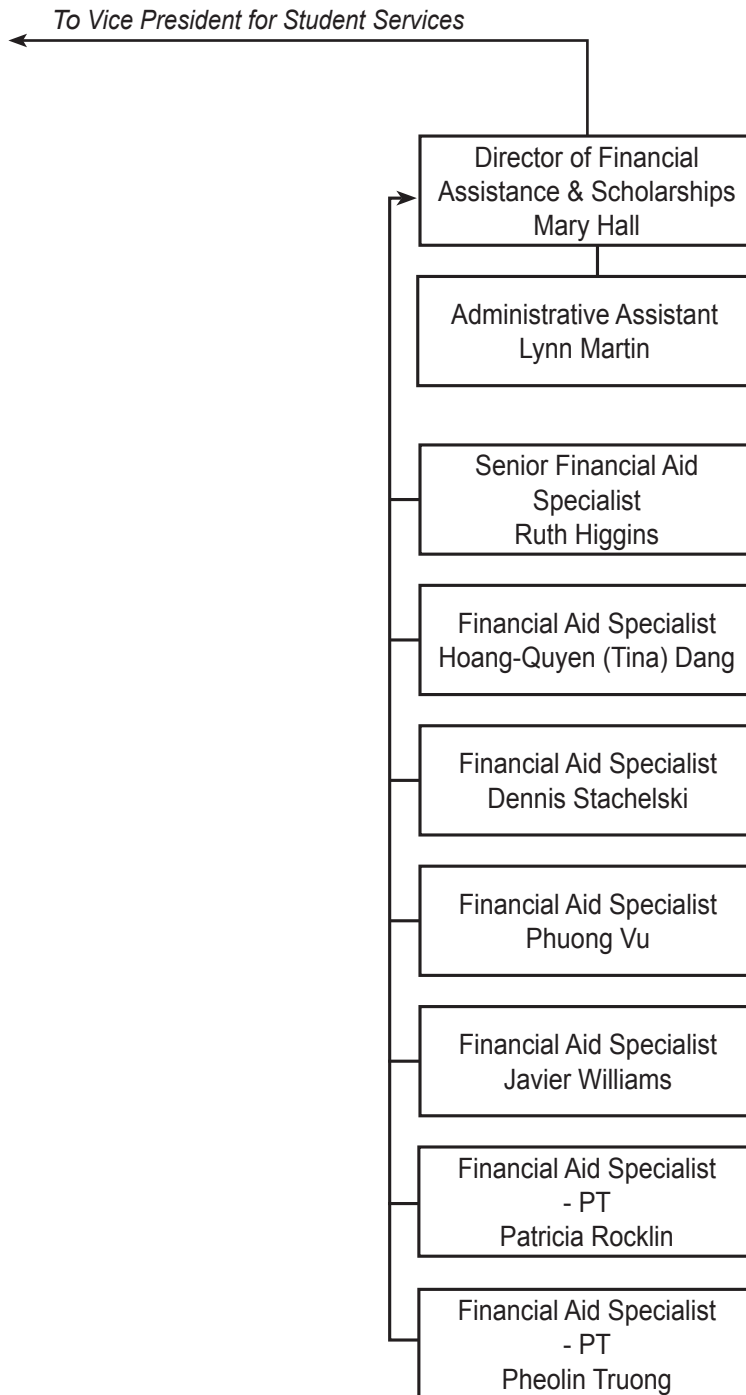 To Vice President for Student Services
Director of Financial
Assistance & Scholarships
Mary Hall
Administrative Assistant
Lynn Martin
Senior Financial Aid
Specialist
Ruth Higgins
Financial Aid Specialist
Hoang-Quyen (Tina) Dang
Financial Aid Specialist
Dennis Stachelski
Financial Aid Specialist
Phuong Vu
Financial Aid Specialist
Javier Williams
Financial Aid Specialist
- PT
Patricia Rocklin
Financial Aid Specialist
- PT
Pheolin Truong